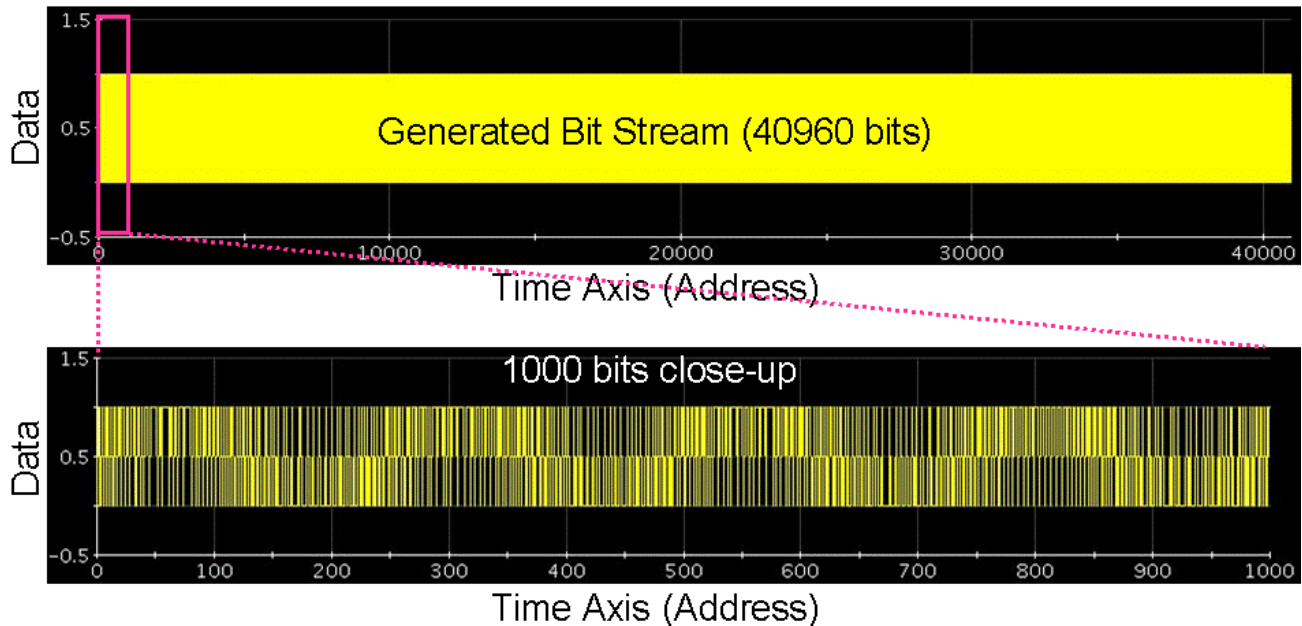 1.5
Data
0.5
Generated Bit Stream (40960 bits)
-0.5
0 10000 20000 30000 40000
Time Axis (Address)
1.5
1000 bits close-up
Data
0.5
-0.5
0 100 200 300 400 500 600 700 800 900 1000
Time Axis (Address)